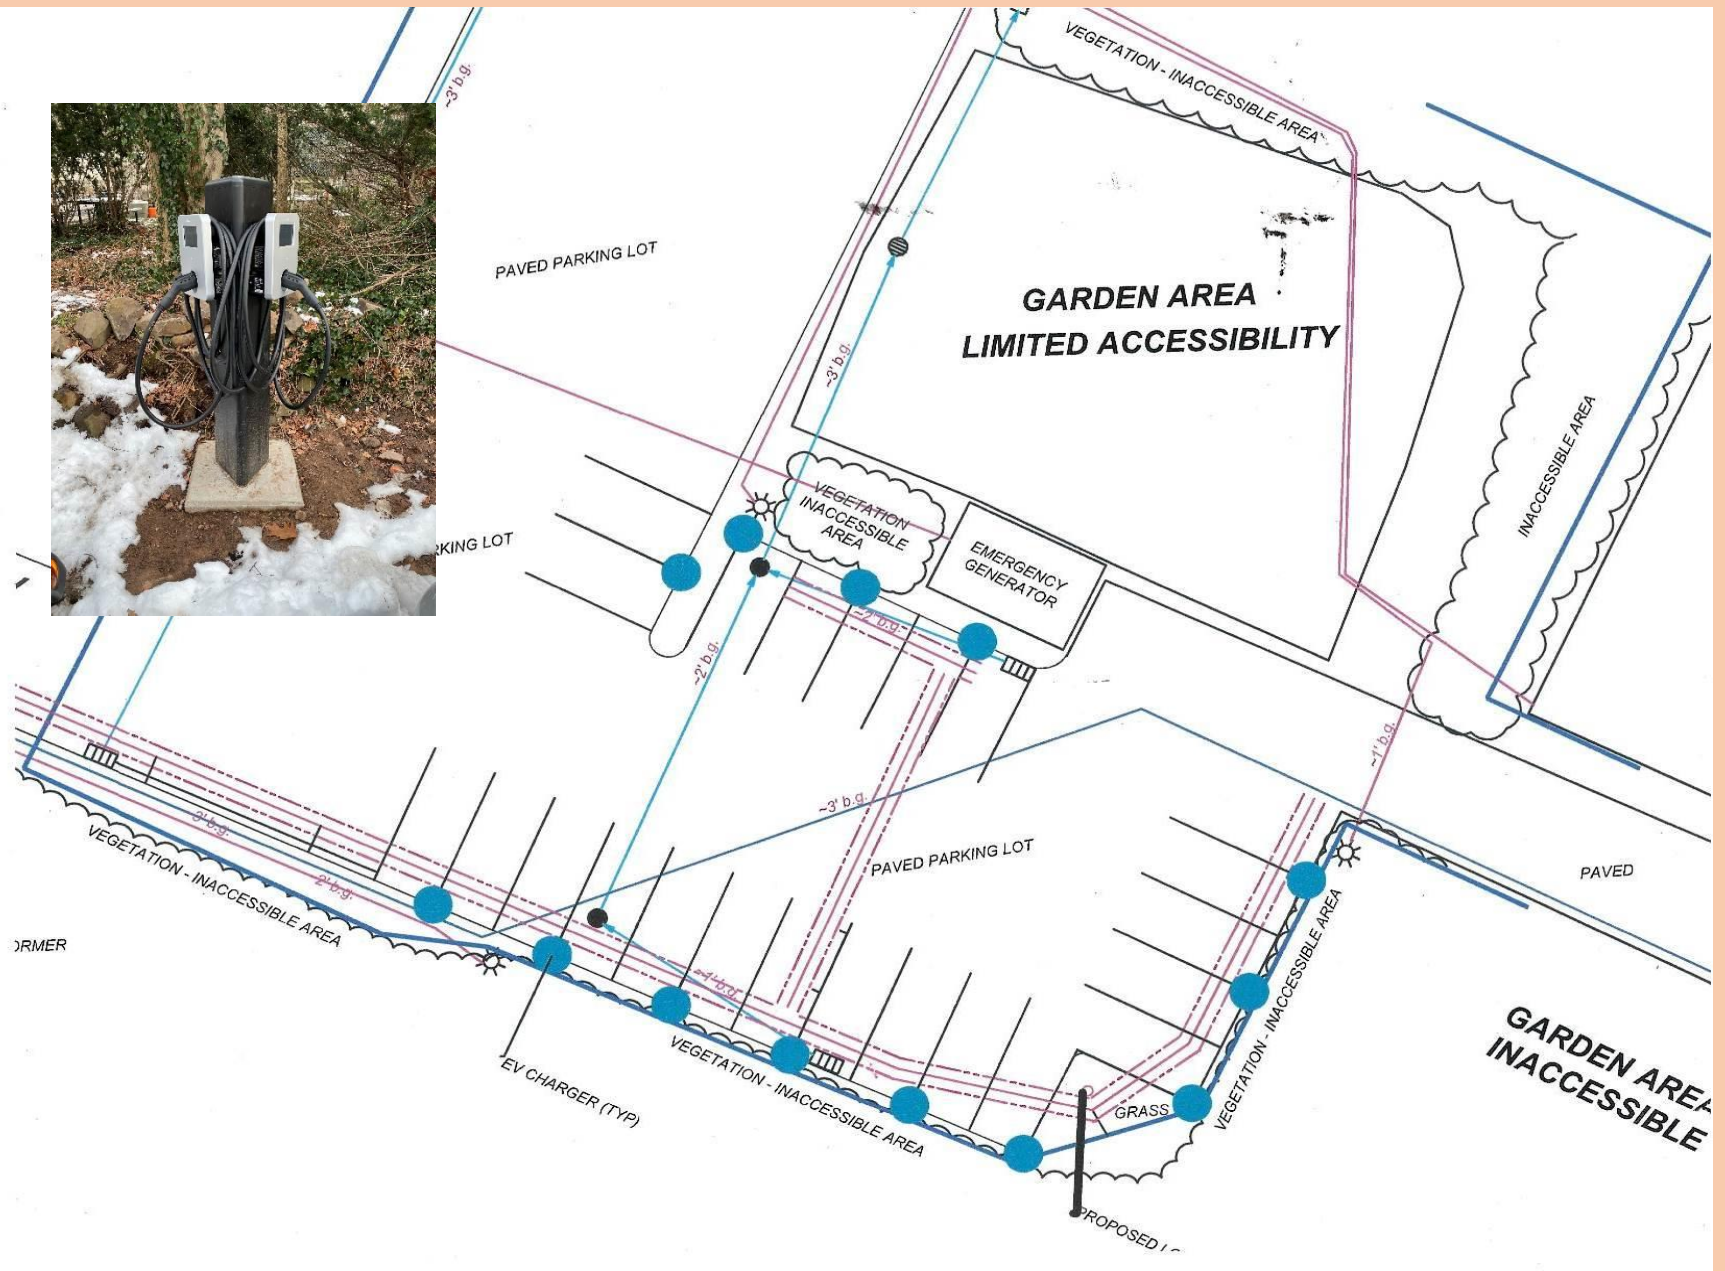 VEGETATION - INACCESSIBLE AREA
~3' b.g.
PAVED PARKING LOT
GARDEN AREA
LIMITED ACCESSIBILITY
~3' b.g.
INACCESSIBLE AREA
VEGETATION
INACCESSIBLE
AREA
RKING LOT
EMERGENCY
GENERATOR
~2' b.g.
~2' b.g.
~1' b.g.
~3' b.g.
3' b.g.
VEGETATION - INACCESSIBLE AREA
2' b.g.
PAVED PARKING LOT
PAVED
ORMER
~1' b.g.
VEGETATION - INACCESSIBLE AREA
EV CHARGER (TYP)
VEGETATION - INACCESSIBLE AREA
GRASS
GARDEN AREA
INACCESSIBLE
PROPOSED